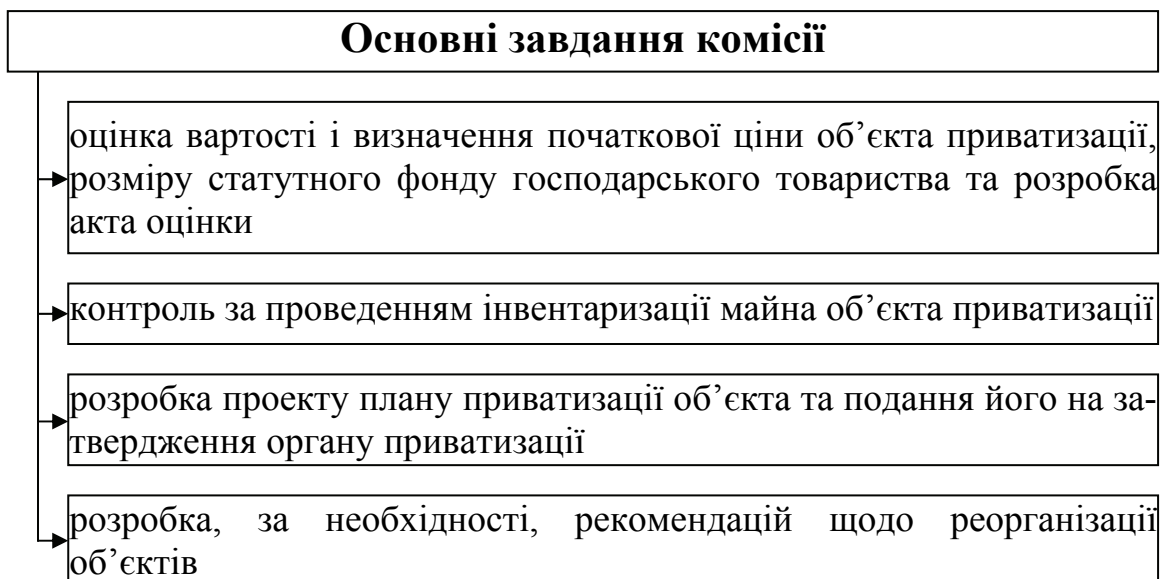 Основні завдання комісії
оцінка вартості і визначення початкової ціни об’єкта приватизації,
розміру статутного фонду господарського товариства та розробка
акта оцінки
контроль за проведенням інвентаризації майна об’єкта приватизації
розробка проекту плану приватизації об’єкта та подання його на за-
твердження органу приватизації
розробка, за необхідності, рекомендацій щодо реорганізації
об’єктів